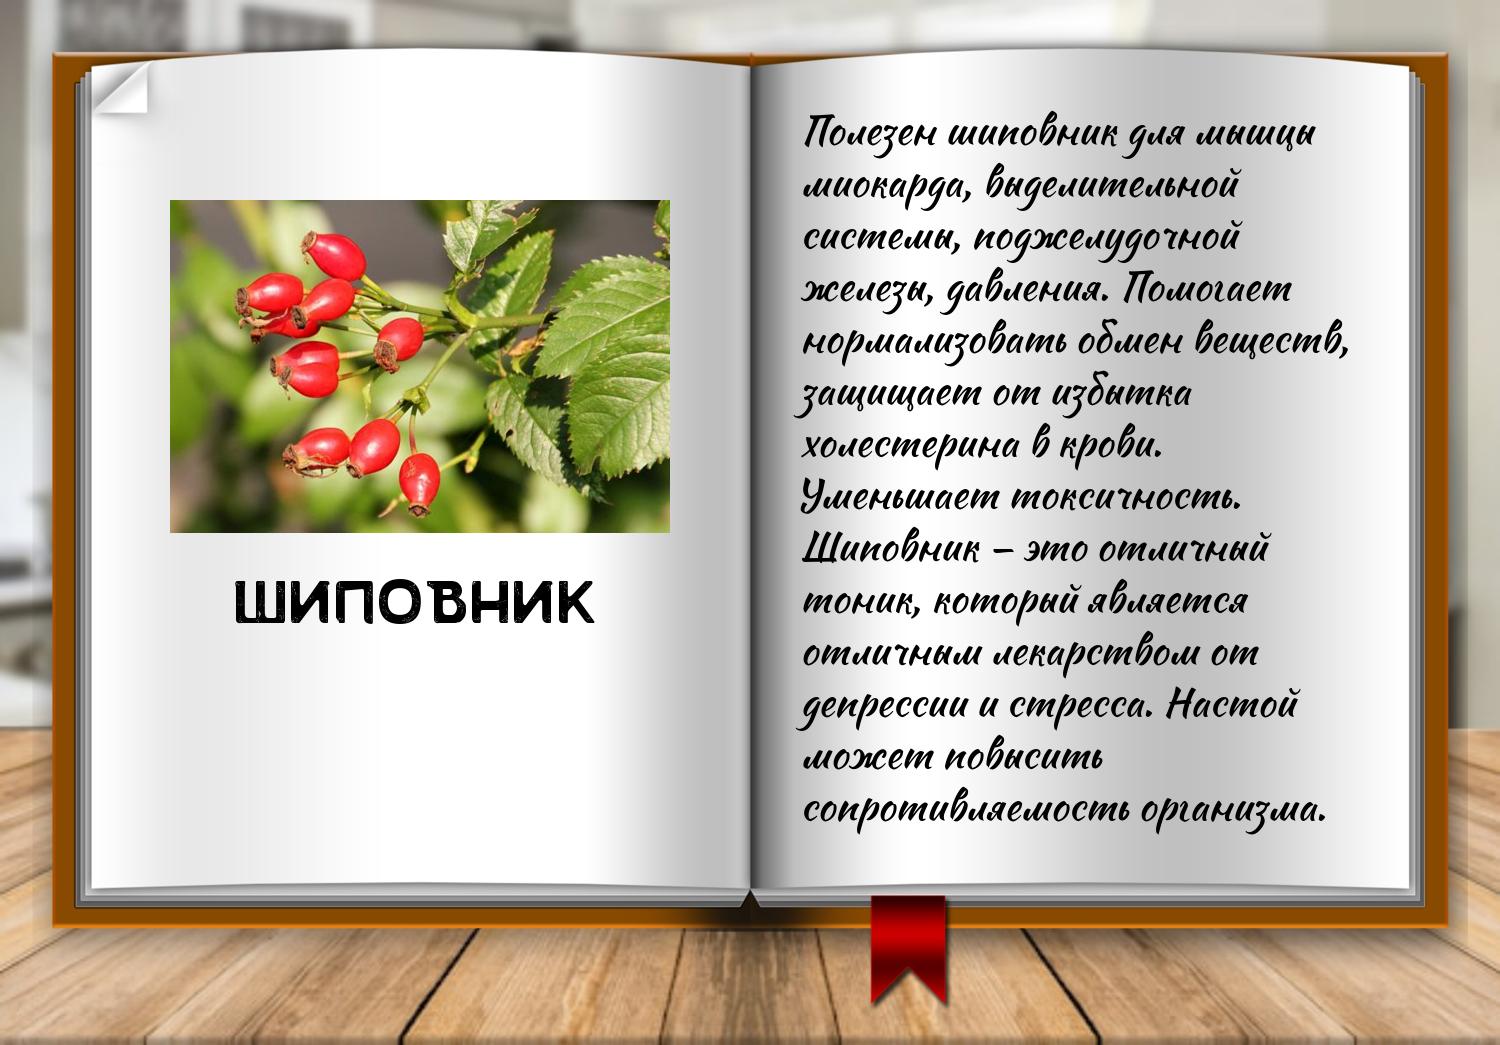 ШИПОВНИК
Полезен шиповник для мышцы
миокарда, выделительной
системы, поджелудочной
железы, давления. Помогает
нормализовать обмен веществ,
защищает от избытка
холестерина в крови.
Уменьшает токсичность.
Шиповник – это отличный
тоник, который является
отличным лекарством от
депрессии и стресса. Настой
может повысить
сопротивляемость организма.